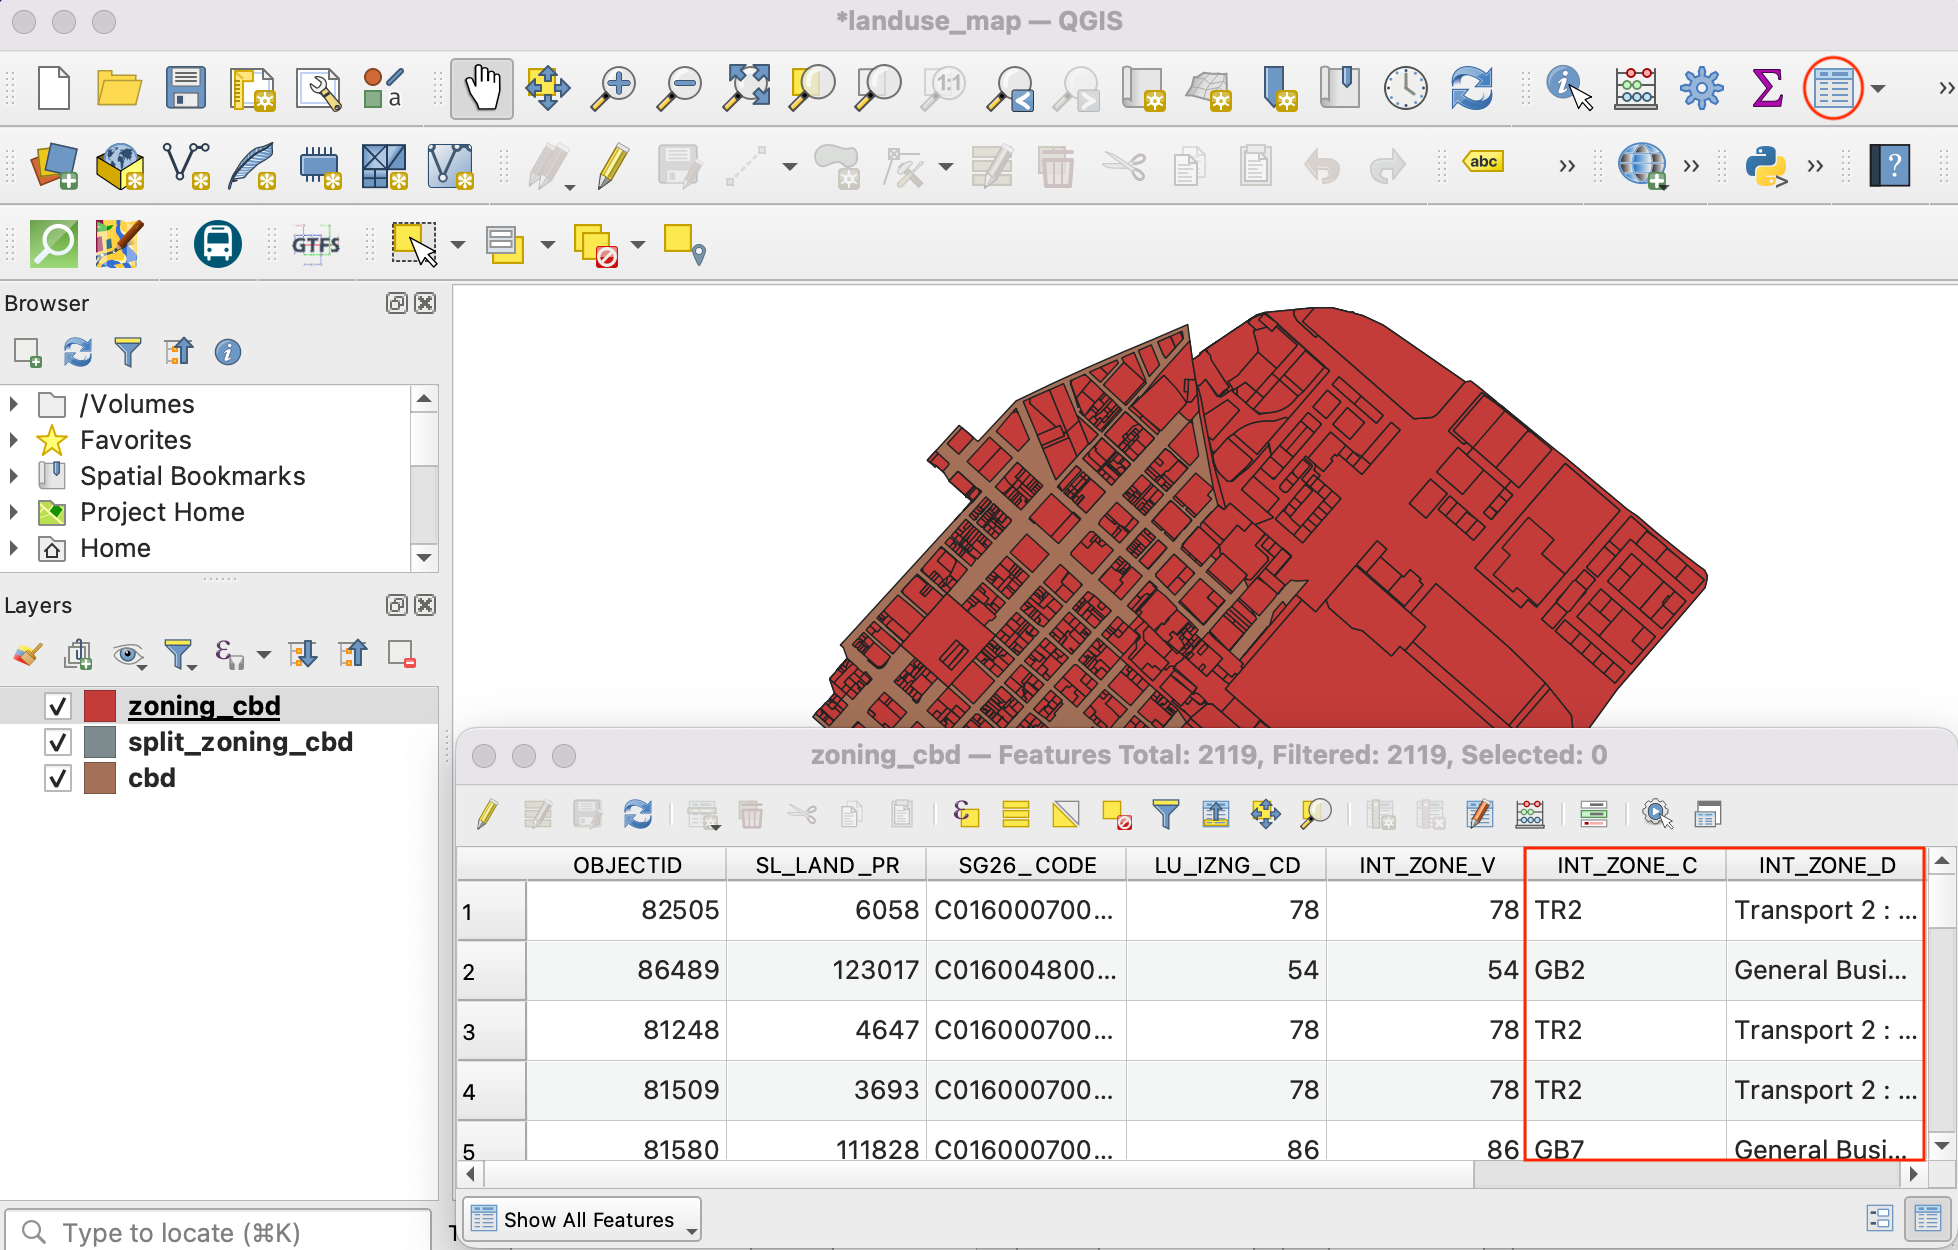 *landuse_map — QGIS
1:1
a
abc
GTFS
Browser
/Volumes
Favorites
Spatial Bookmarks
Project Home
Home
Layers
zoning_cbd
split_zoning_cbd
cbd
zoning_cbd — Features Total: 2119, Filtered: 2119, Selected: 0
OBJECTID SL_LAND_PR SG26_CODE LU_IZNG_CD INT_ZONE_V INT_ZONE_C INT_ZONE_D
1 82505 6058 C016000700... 78 78 TR2 Transport 2 : ...
2 86489 123017 C016004800... 54 54 GB2 General Busi...
3 81248 4647 C016000700... 78 78 TR2 Transport 2 : ...
4 81509 3693 C016000700... 78 78 TR2 Transport 2 : ...
5 81580 111828 C016000700... 86 86 GB7 General Busi...
Show All Features
Type to locate (⌘K)